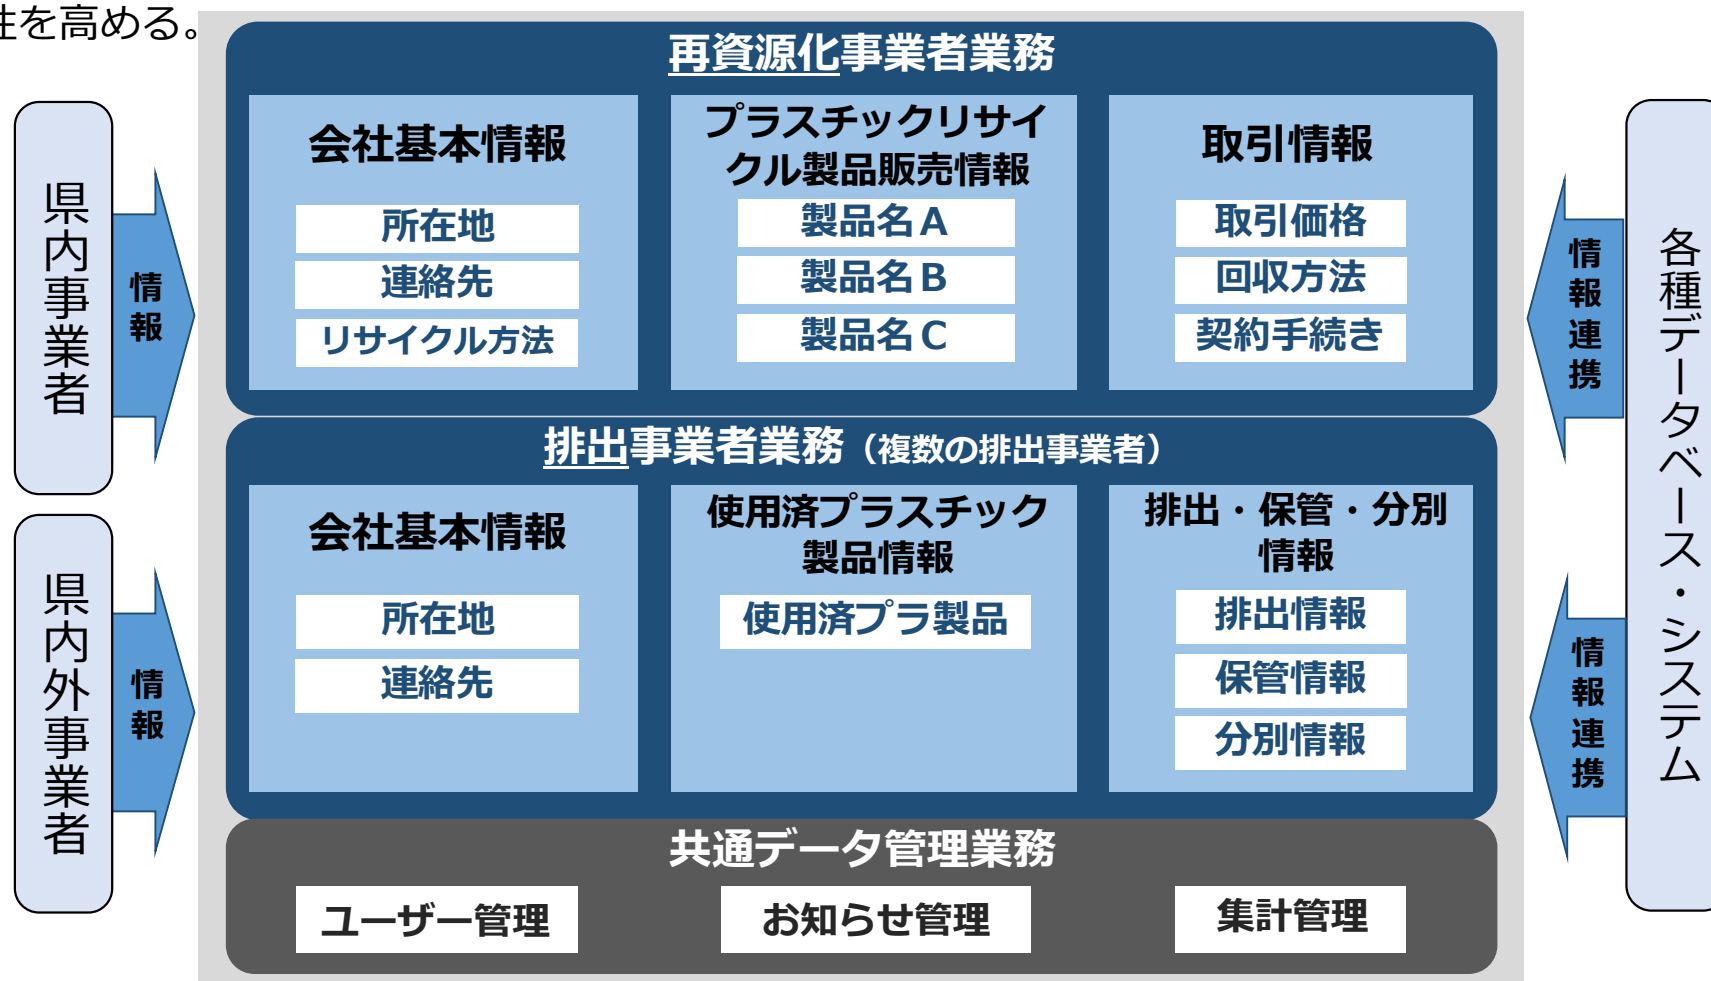 性を高める。
再資源化事業者業務
会社基本情報
所在地
連絡先
リサイクル方法
プラスチックリサイ
クル製品販売情報
製品名A
製品名B
製品名C
取引情報
取引価格
回収方法
契約手続き
排出事業者業務（複数の排出事業者）
会社基本情報
所在地
連絡先
使用済プラスチック
製品情報
使用済プラ製品
排出・保管・分別
情報
排出情報
保管情報
分別情報
共通データ管理業務
ユーザー管理
お知らせ管理
集計管理
県内事業者
情報
県内外事業者
情報
情報連携
情報連携
各種データベース・システム